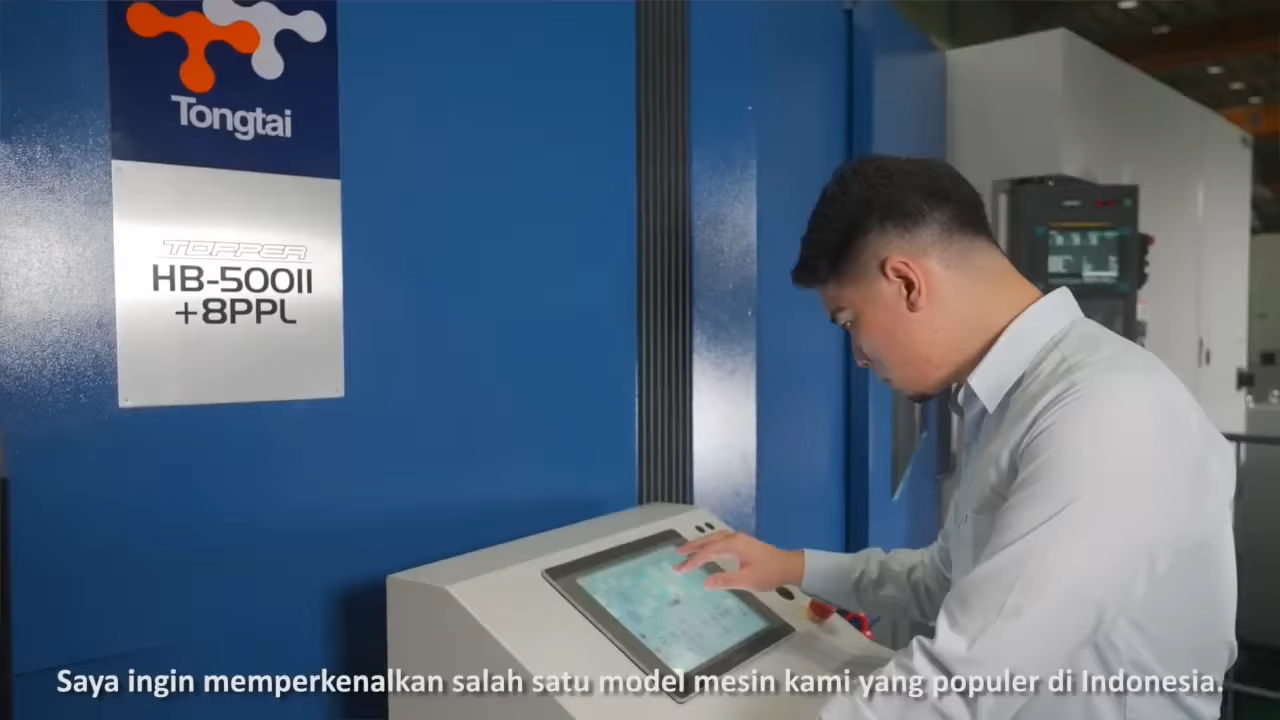 Tongtai
TOPPER
HB-500II
+8PPL
Saya ingin memperkenalkan salah satu model mesin kami yang populer di Indonesia.